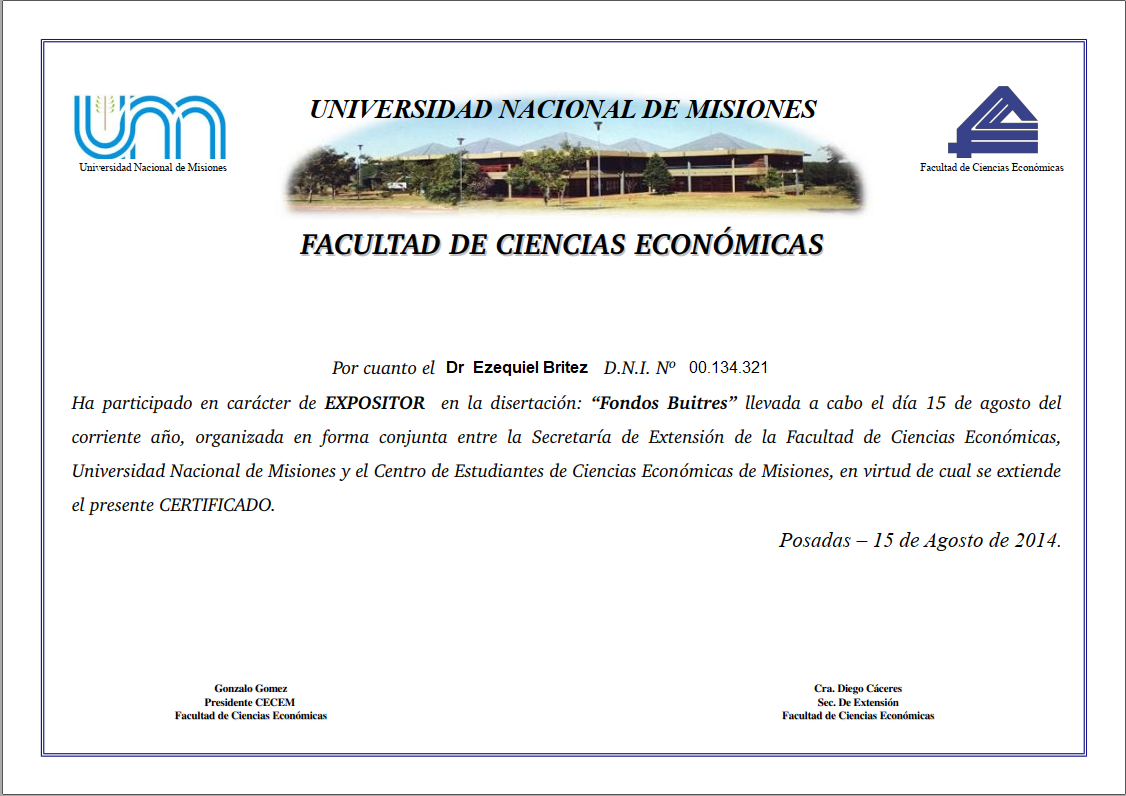 UNIVERSIDAD NACIONAL DE MISIONES
Universidad Nacional de Misiones
Facultad de Ciencias Económicas
FACULTAD DE CIENCIAS ECONÓMICAS
Por cuanto el Dr Ezequiel Britez D.N.I. Nº 00.134.321
Ha participado en carácter de EXPOSITOR en la disertación: “Fondos Buitres” llevada a cabo el día 15 de agosto del
corriente año, organizada en forma conjunta entre la Secretaría de Extensión de la Facultad de Ciencias Económicas,
Universidad Nacional de Misiones y el Centro de Estudiantes de Ciencias Económicas de Misiones, en virtud de cual se extiende
el presente CERTIFICADO.
Posadas – 15 de Agosto de 2014.
Gonzalo Gomez
Presidente CECEM
Facultad de Ciencias Económicas
Cra. Diego Cáceres
Sec. De Extensión
Facultad de Ciencias Económicas